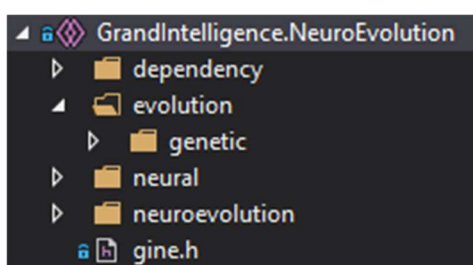 GrandIntelligence.NeuroEvolution
dependency
evolution
genetic
neural
neuroevolution
gine.h